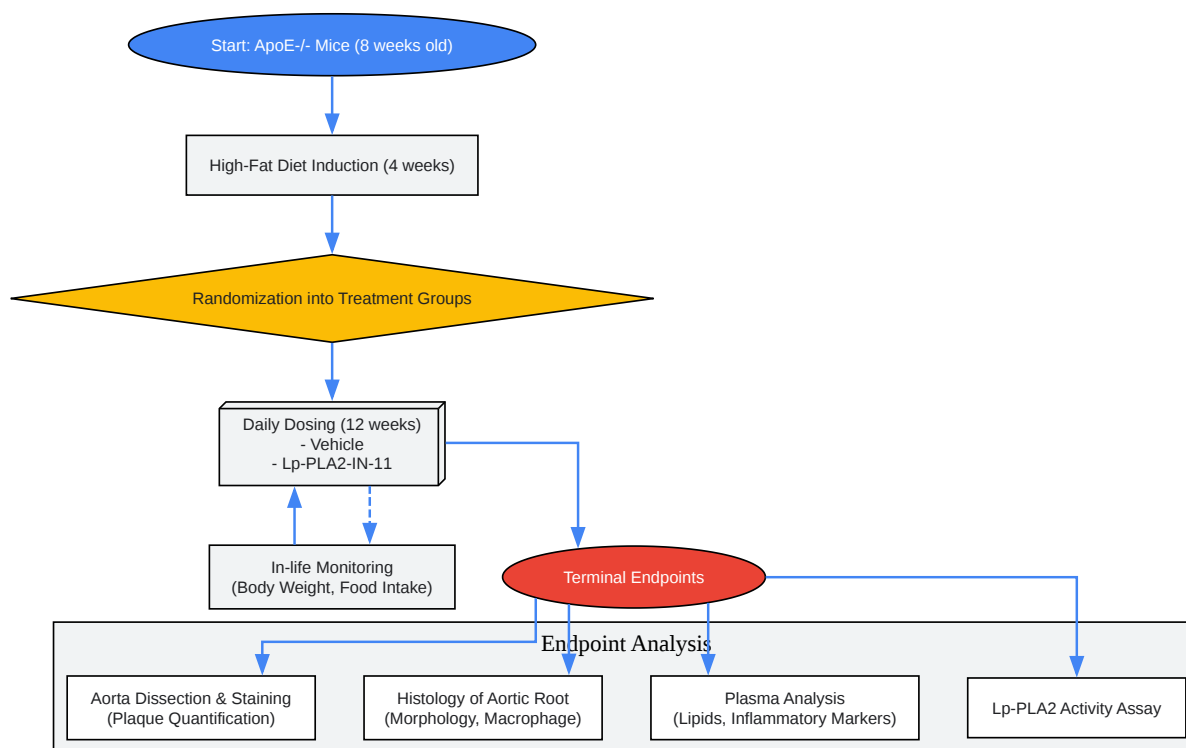 Start: ApoE-/- Mice (8 weeks old)
High-Fat Diet Induction (4 weeks)
Randomization into Treatment Groups
Daily Dosing (12 weeks)
- Vehicle
- Lp-PLA2-IN-11
In-life Monitoring
(Body Weight, Food Intake)
Terminal Endpoints
Endpoint Analysis
Aorta Dissection & Staining
(Plaque Quantification)
Histology of Aortic Root
(Morphology, Macrophage)
Plasma Analysis
(Lipids, Inflammatory Markers)
Lp-PLA2 Activity Assay